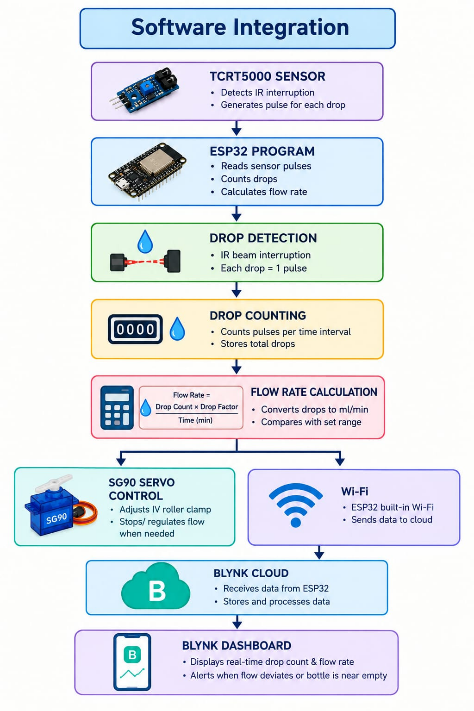 Software Integration
TCRT5000 SENSOR
• Detects IR interruption
• Generates pulse for each drop
ESP32 PROGRAM
• Reads sensor pulses
• Counts drops
• Calculates flow rate
DROP DETECTION
• IR beam interruption
• Each drop = 1 pulse
0000
DROP COUNTING
• Counts pulses per time interval
• Stores total drops
Flow Rate =
Drop Count × Drop Factor
Time (min)
FLOW RATE CALCULATION
• Converts drops to ml/min
• Compares with set range
SG90
SG90 SERVO
CONTROL
• Adjusts IV roller clamp
• Stops/ regulates flow
when needed
Wi-Fi
• ESP32 built-in Wi-Fi
• Sends data to cloud
B
BLYNK CLOUD
• Receives data from ESP32
• Stores and processes data
B
BLYNK DASHBOARD
• Displays real-time drop count & flow rate
• Alerts when flow deviates or bottle is near empty